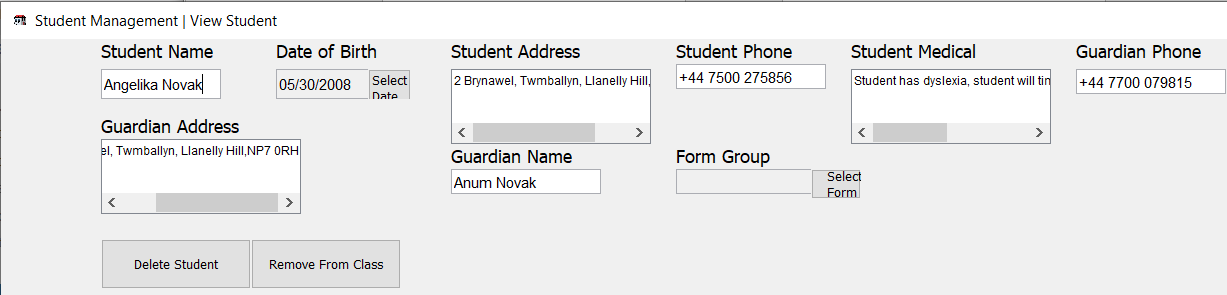 Student Management | View Student
Student Name
Date of Birth
Student Address
Student Phone
Student Medical
Guardian Phone
Angelika Novak
05/30/2008
Select
Date
2 Brynawel, Twmballyn, Llanelly Hill,
+44 7500 275856
Student has dyslexia, student will tin
+44 7700 079815
Guardian Address
el, Twmballyn, Llanelly Hill,NP7 0RH
Guardian Name
Form Group
Anum Novak
Select
Form
Delete Student
Remove From Class